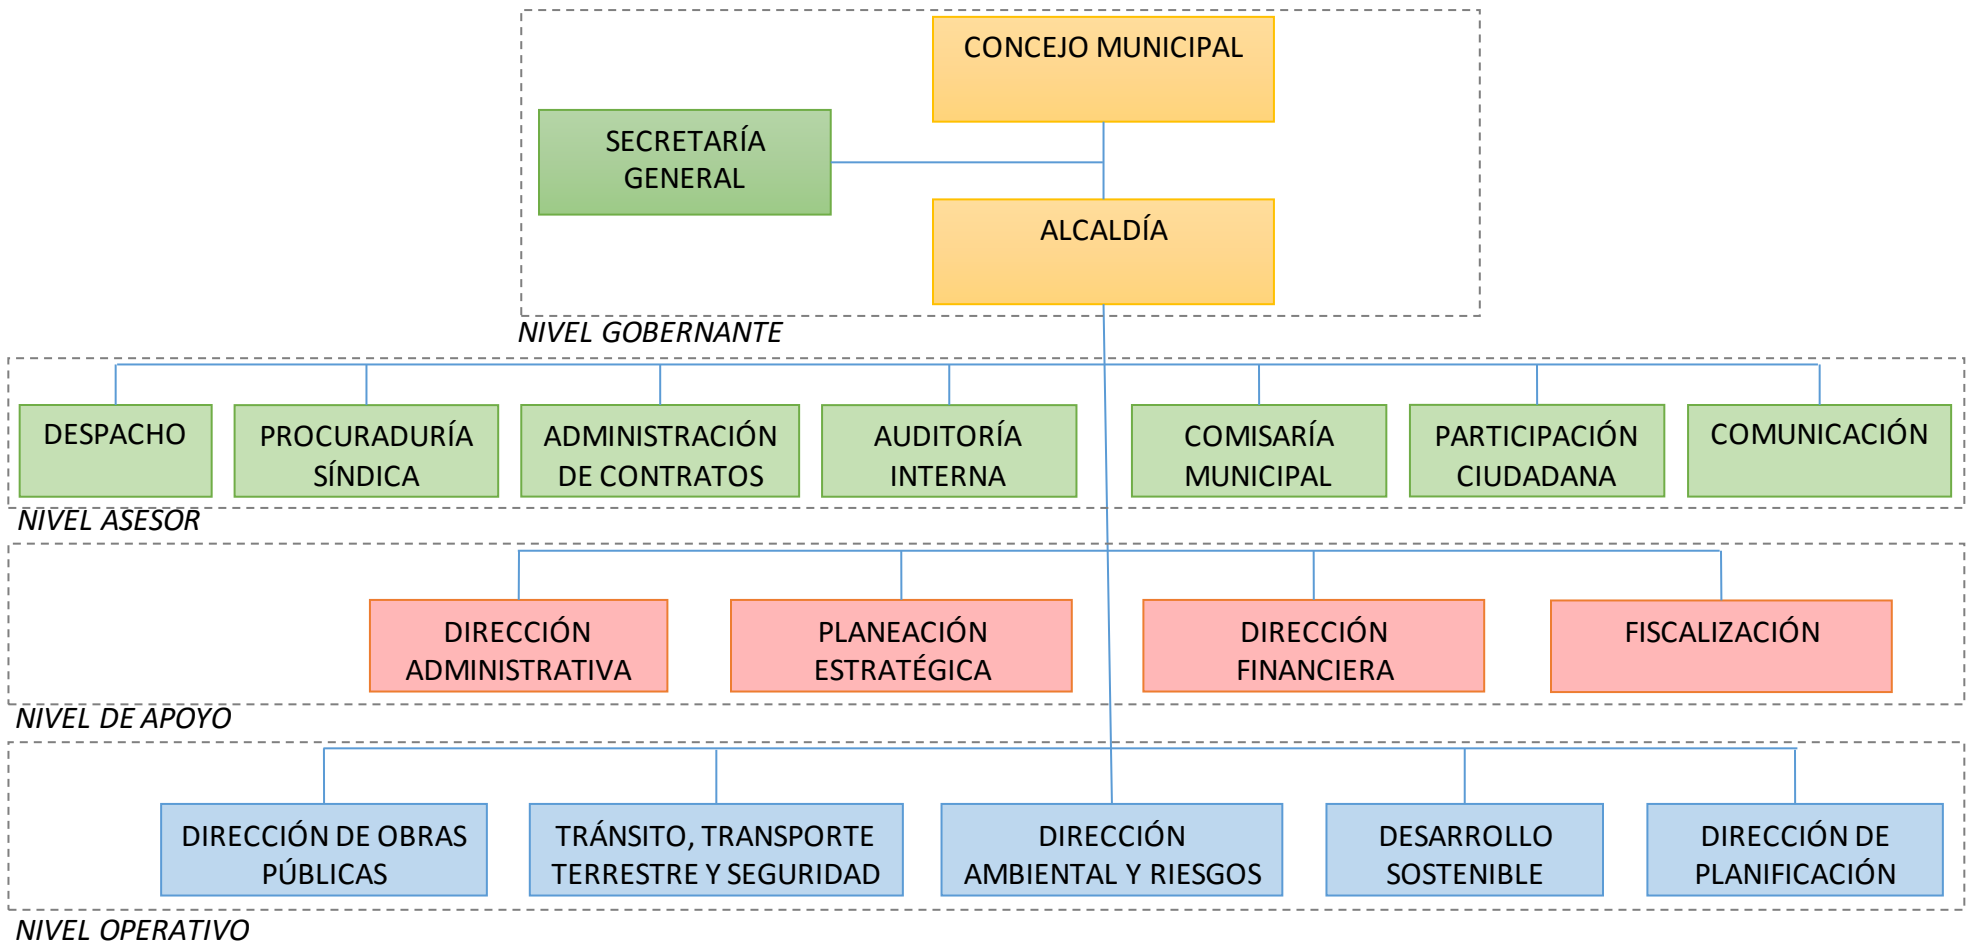 CONCEJO MUNICIPAL
SECRETARÍA
GENERAL
ALCALDÍA
NIVEL GOBERNANTE
DESPACHO
PROCURADURÍA
SÍNDICA
ADMINISTRACIÓN
DE CONTRATOS
AUDITORÍA
INTERNA
COMISARÍA
MUNICIPAL
PARTICIPACIÓN
CIUDADANA
COMUNICACIÓN
NIVEL ASESOR
DIRECCIÓN
ADMINISTRATIVA
PLANEACIÓN
ESTRATÉGICA
DIRECCIÓN
FINANCIERA
FISCALIZACIÓN
NIVEL DE APOYO
DIRECCIÓN DE OBRAS
PÚBLICAS
TRÁNSITO, TRANSPORTE
TERRESTRE Y SEGURIDAD
DIRECCIÓN
AMBIENTAL Y RIESGOS
DESARROLLO
SOSTENIBLE
DIRECCIÓN DE
PLANIFICACIÓN
NIVEL OPERATIVO